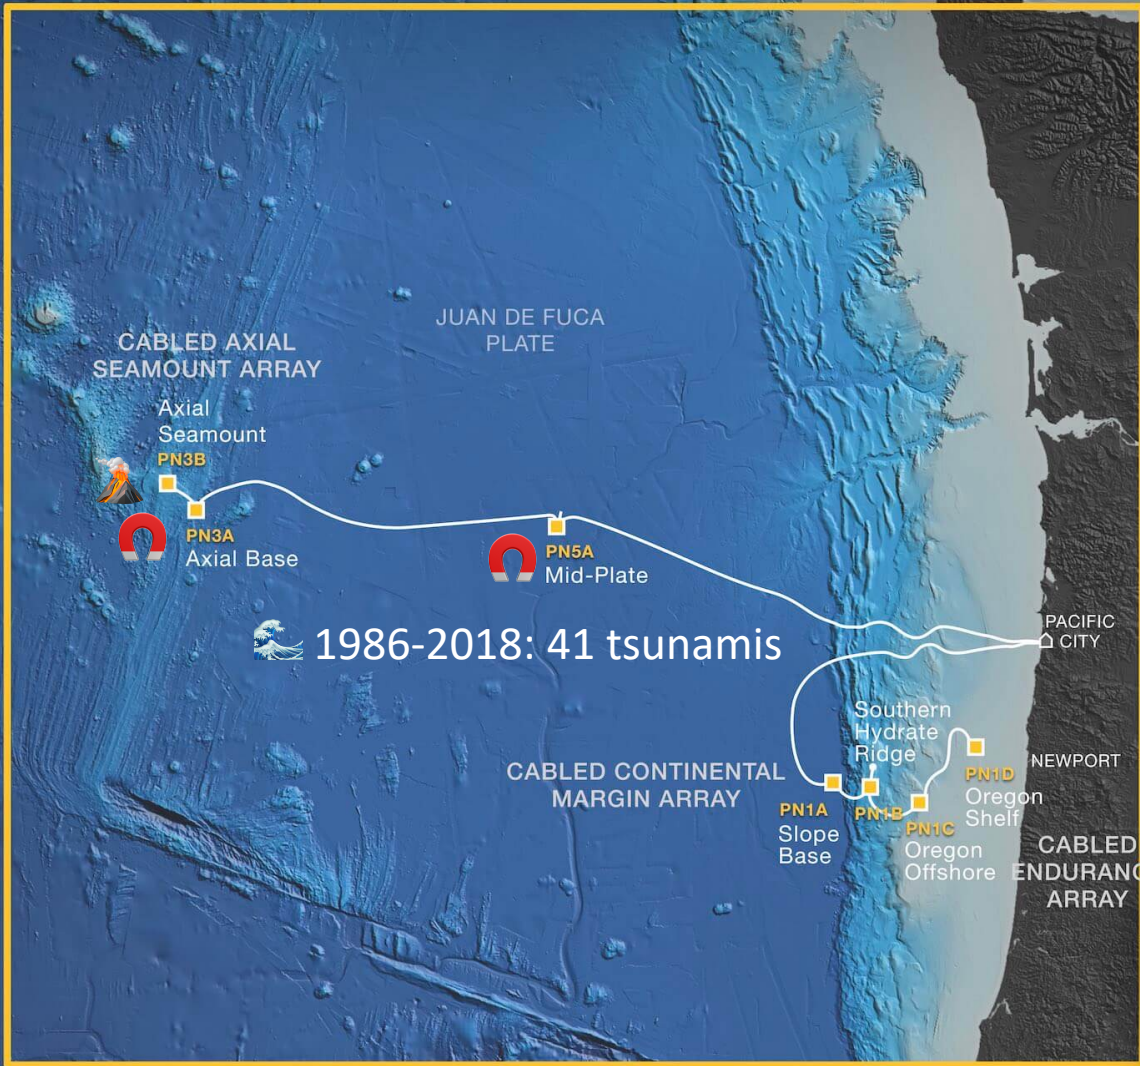 JUAN DE FUCA
PLATE
CABLED AXIAL
SEAMOUNT ARRAY
Axial
Seamount
PN3B
PN3A
Axial Base
PN5A
Mid-Plate
1986-2018: 41 tsunamis
PACIFIC
CITY
Southern
Hydrate
Ridge
NEWPORT
CABLED CONTINENTAL
MARGIN ARRAY
PN1A
Slope
Base
PN1B
PN1C
Oregon
Offshore
PN1D
Oregon
Shelf
CABLED
ENDURANC
ARRAY